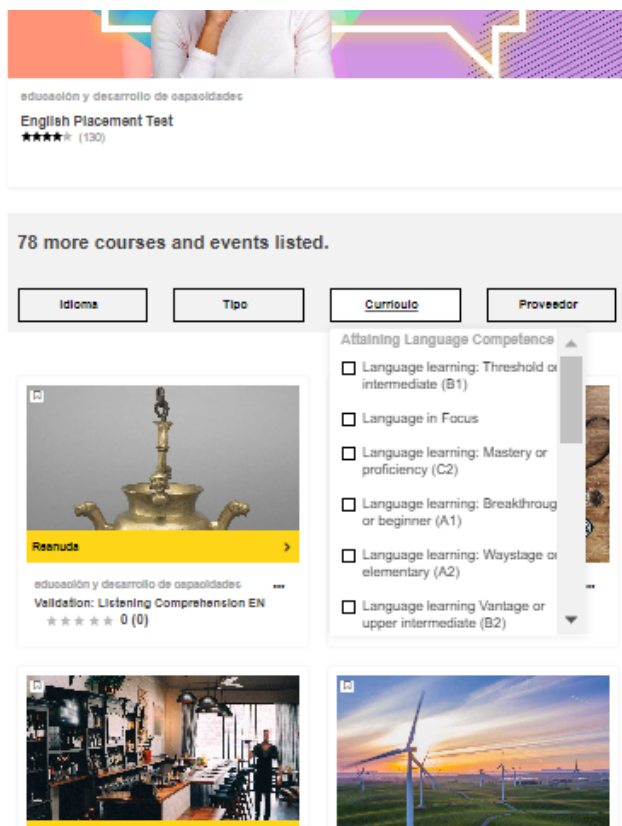 educación y desarrollo de capacidades
English Placement Test
(130)
78 more courses and events listed.
Idioma
Tipo
Currículo
Proveedor
Attaining Language Competence
Language learning: Threshold or
intermediate (B1)
Language in Focus
Language learning: Mastery or
proficiency (C2)
Language learning: Breakthroug
or beginner (A1)
Language learning: Waystage or
elementary (A2)
Language learning Vantage or
upper intermediate (B2)
Reanuda
educación y desarrollo de capacidades
...
Validation: Listening Comprehension EN
0 (0)
...